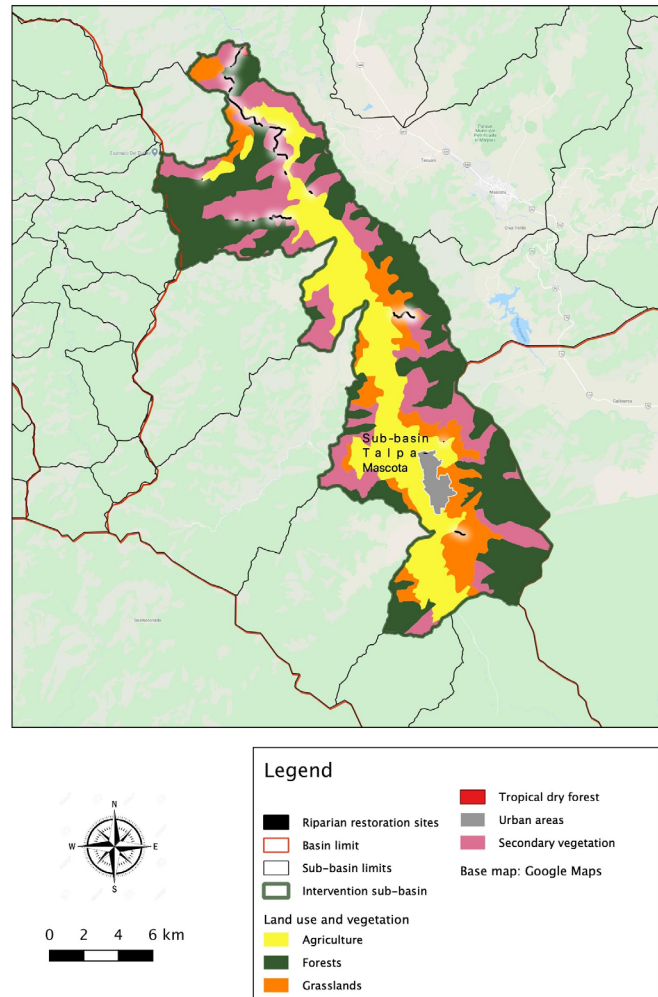 Mascota
Sub-basin
Talpa
Mascota
N
W
E
S
0 2 4 6 km
Legend
Riparian restoration sites
Basin limit
Sub-basin limits
Intervention sub-basin
Land use and vegetation
Agriculture
Forests
Grasslands
Tropical dry forest
Urban areas
Secondary vegetation
Base map: Google Maps